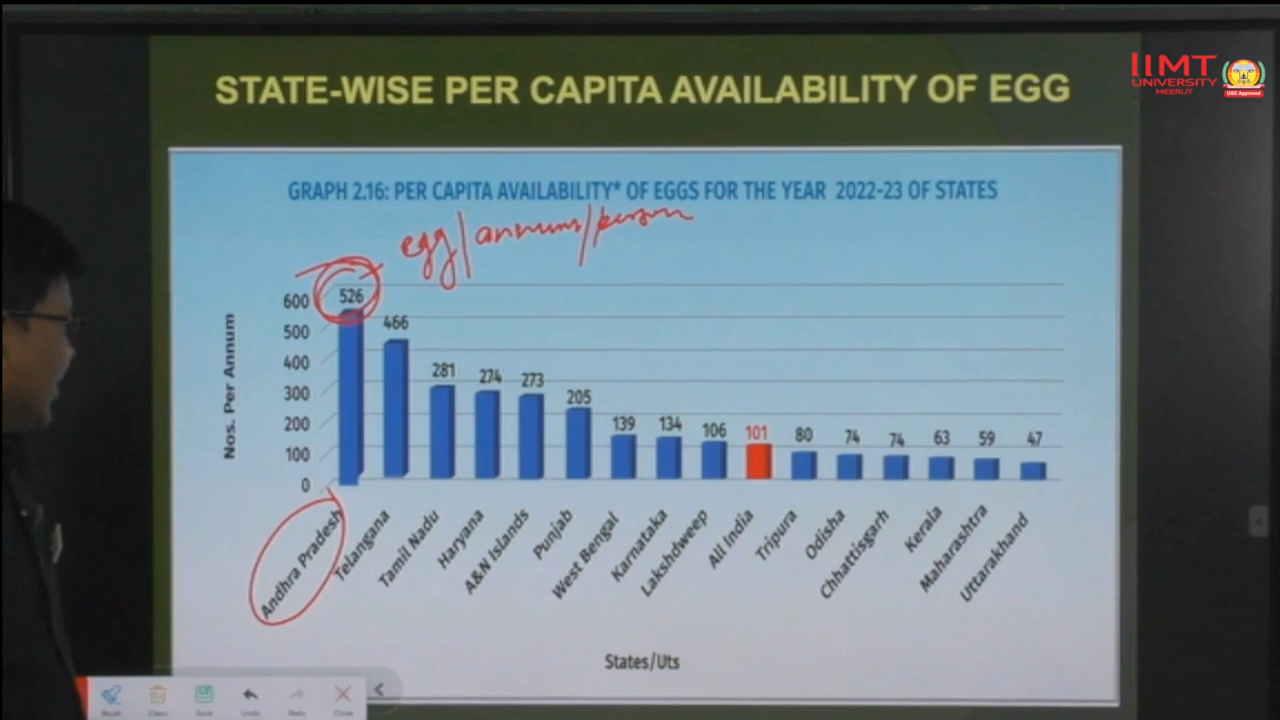 STATE-WISE PER CAPITA AVAILABILITY OF EGG
IIMT
UNIVERSITY
MEERUT
UGC Approved
GRAPH 2.16: PER CAPITA AVAILABILITY* OF EGGS FOR THE YEAR 2022-23 OF STATES
egg/annums/person
Nos. Per Annum
600
500
400
300
200
100
0
526
466
281
274
273
205
139
134
106
101
80
74
74
63
59
47
Andhra Pradesh
Telangana
Tamil Nadu
Haryana
A&N Islands
Punjab
West Bengal
Karnataka
Lakshdweep
All India
Tripura
Odisha
Chhattisgarh
Kerala
Maharashtra
Uttarakhand
States/Uts
Clean
Save
Undo
Redo
Close